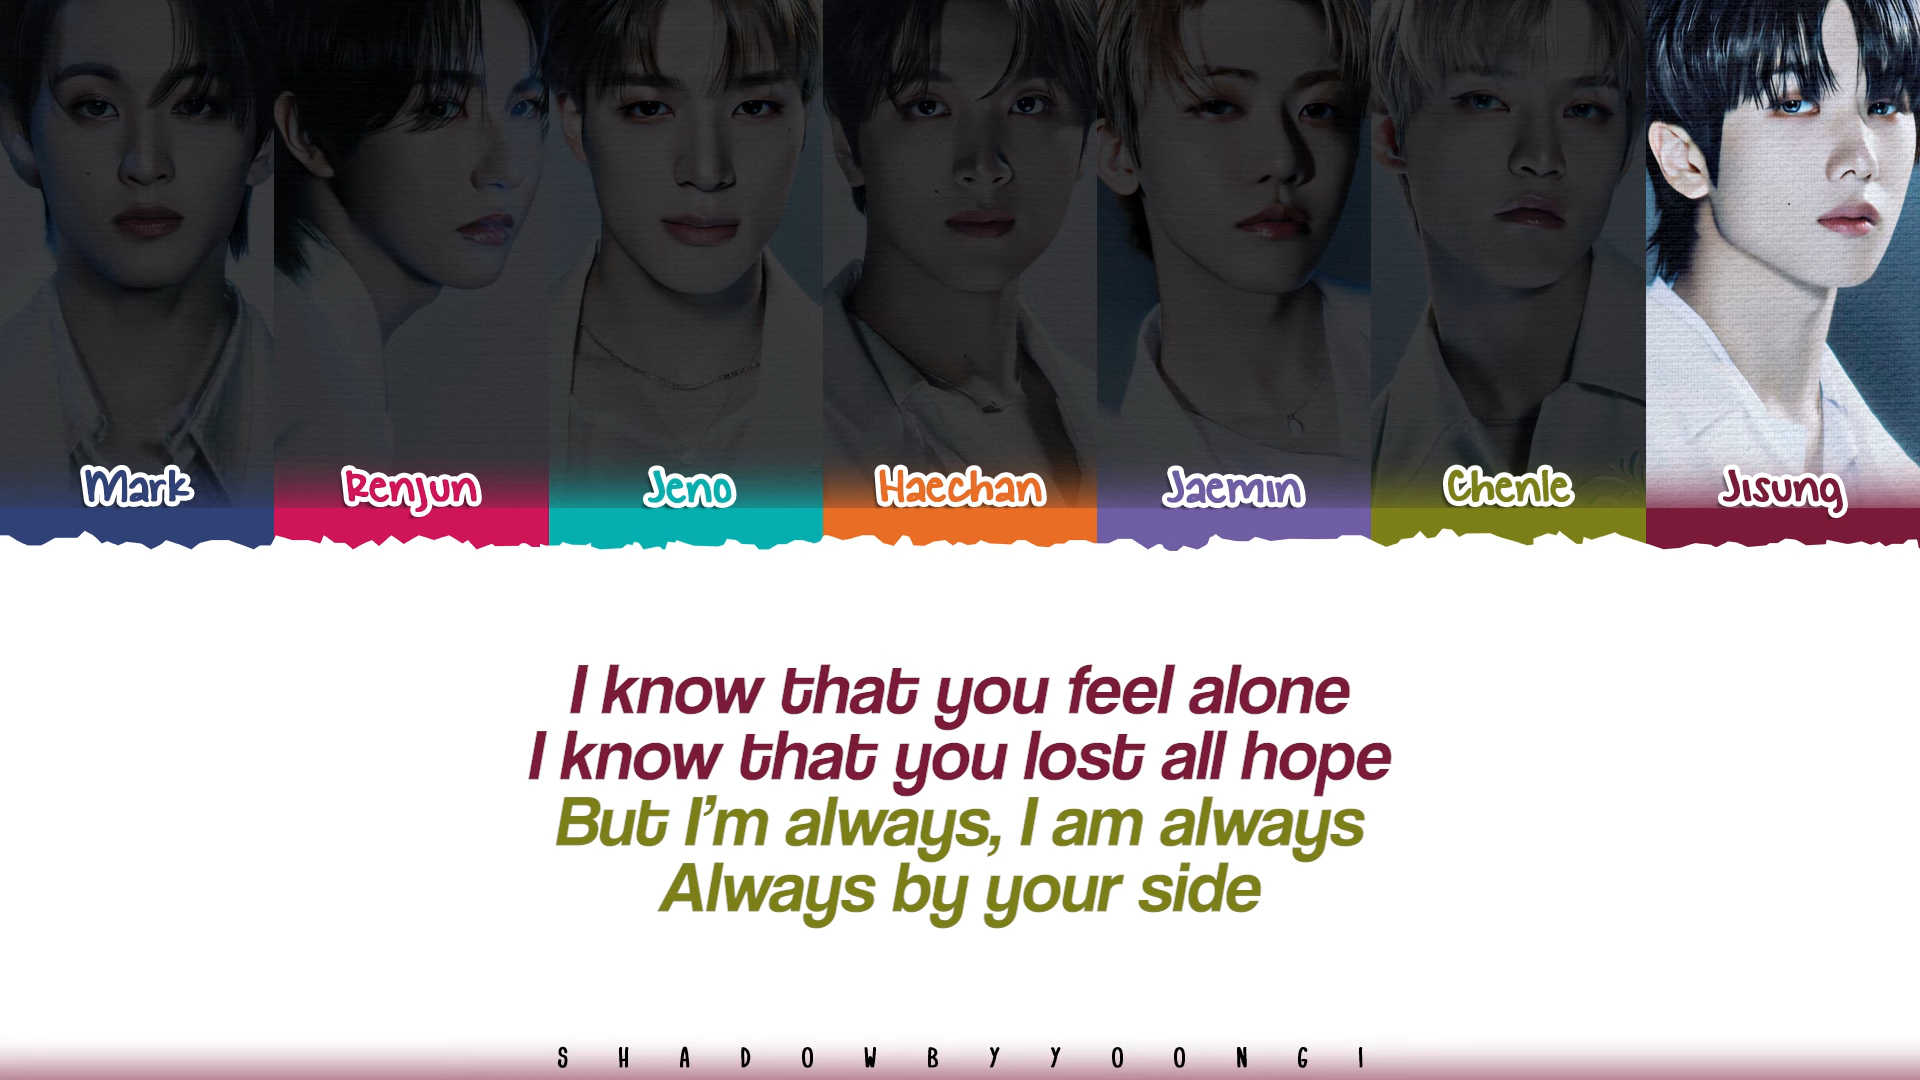 Mark Renjun Jeno Haechan Jaemin Chenle Jisung
I know that you feel alone
I know that you lost all hope
But I'm always, I am always
Always by your side
SHADOWBYYOONGI